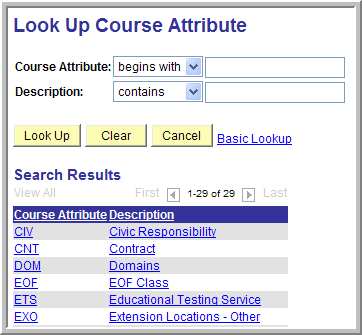 Look Up Course Attribute
Course Attribute: begins with
Description: contains
Look Up Clear Cancel Basic Lookup
Search Results
View All First 1-29 of 29 Last
Course Attribute Description
CIV Civic Responsibility
CNT Contract
DOM Domains
EOF EOF Class
ETS Educational Testing Service
EXO Extension Locations - Other